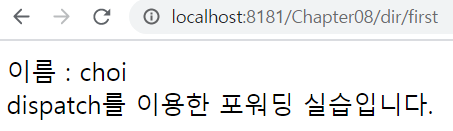 localhost:8181/Chapter08/dir/first
이름 : choi
dispatch를 이용한 포워딩 실습입니다.